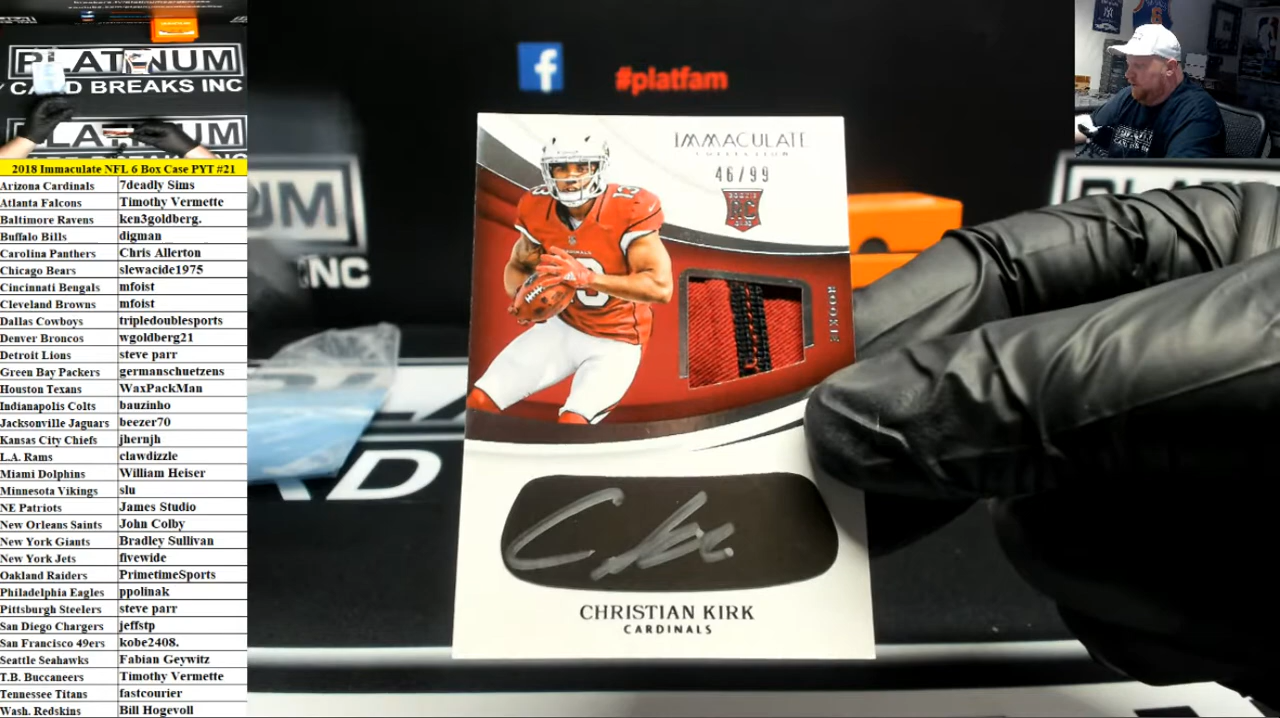 PLATINUM
CARD BREAKS INC
PLATINUM
2018 Immaculate NFL 6 Box Case PYT #21
Arizona Cardinals 7deadly Sims
Atlanta Falcons Timothy Vermette
Baltimore Ravens ken3goldberg.
Buffalo Bills digman
Carolina Panthers Chris Allerton
Chicago Bears slewacide1975
Cincinnati Bengals mfoist
Cleveland Browns mfoist
Dallas Cowboys tripledoublesports
Denver Broncos wgoldberg21
Detroit Lions steve parr
Green Bay Packers germanschuetzens
Houston Texans WaxPackMan
Indianapolis Colts bauzinho
Jacksonville Jaguars beezer70
Kansas City Chiefs jhernjh
L.A. Rams clawdizzle
Miami Dolphins William Heiser
Minnesota Vikings slu
NE Patriots James Studio
New Orleans Saints John Colby
New York Giants Bradley Sullivan
New York Jets fivewide
Oakland Raiders PrimetimeSports
Philadelphia Eagles ppolinak
Pittsburgh Steelers steve parr
San Diego Chargers jeffstp
San Francisco 49ers kobe2408.
Seattle Seahawks Fabian Geywitz
T.B. Buccaneers Timothy Vermette
Tennessee Titans fastcourier
Wash. Redskins Bill Hogevoll
f #platfam
IMMACULATE
COLLECTION
46/99
RC
ROOKIE
13
CHRISTIAN KIRK
CARDINALS
UM
INC